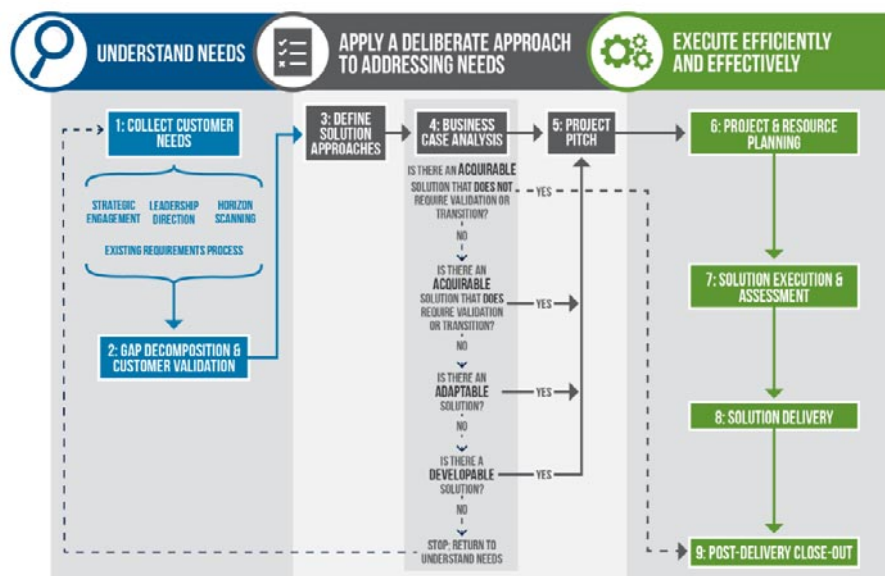 UNDERSTAND NEEDS
APPLY A DELIBERATE APPROACH
TO ADDRESSING NEEDS
EXECUTE EFFICIENTLY
AND EFFECTIVELY
1: COLLECT CUSTOMER
NEEDS
STRATEGIC
ENGAGEMENT
LEADERSHIP
DIRECTION
HORIZON
SCANNING
EXISTING REQUIREMENTS PROCESS
2: GAP DECOMPOSITION &
CUSTOMER VALIDATION
3: DEFINE
SOLUTION
APPROACHES
4: BUSINESS
CASE ANALYSIS
IS THERE AN ACQUIRABLE
SOLUTION THAT DOES NOT
REQUIRE VALIDATION OR
TRANSITION?
YES
NO
IS THERE AN
ACQUIRABLE
SOLUTION THAT DOES
REQUIRE VALIDATION
OR TRANSITION?
YES
NO
IS THERE AN
ADAPTABLE
SOLUTION?
YES
NO
IS THERE A
DEVELOPABLE
SOLUTION?
YES
NO
STOP; RETURN TO
UNDERSTAND NEEDS
5: PROJECT
PITCH
6: PROJECT & RESOURCE
PLANNING
7: SOLUTION EXECUTION &
ASSESSMENT
8: SOLUTION DELIVERY
9: POST-DELIVERY CLOSE-OUT